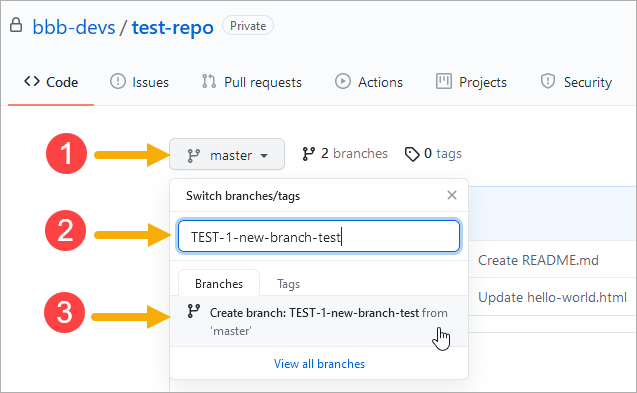 bbb-devs / test-repo Private
Code Issues Pull requests Actions Projects Security
1 master 2 branches 0 tags
Switch branches/tags
2 TEST-1-new-branch-test
Create README.md
Branches Tags
Update hello-world.html
3 Create branch: TEST-1-new-branch-test from
'master'
View all branches